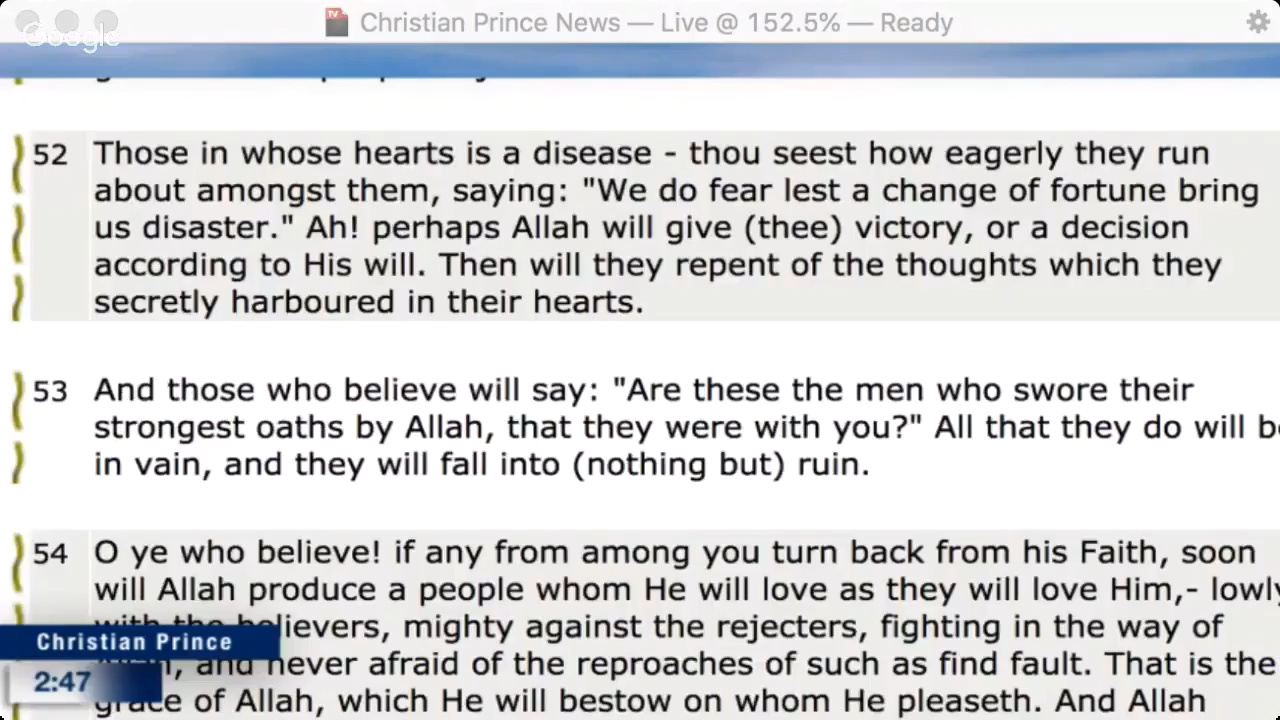 Google
Christian Prince News — Live @ 152.5% — Ready
52 Those in whose hearts is a disease - thou seest how eagerly they run
about amongst them, saying: "We do fear lest a change of fortune bring
us disaster." Ah! perhaps Allah will give (thee) victory, or a decision
according to His will. Then will they repent of the thoughts which they
secretly harboured in their hearts.
53 And those who believe will say: "Are these the men who swore their
strongest oaths by Allah, that they were with you?" All that they do will be
in vain, and they will fall into (nothing but) ruin.
54 O ye who believe! if any from among you turn back from his Faith, soon
will Allah produce a people whom He will love as they will love Him,- lowly
with the believers, mighty against the rejecters, fighting in the way of
and never afraid of the reproaches of such as find fault. That is the
grace of Allah, which He will bestow on whom He pleaseth. And Allah
Christian Prince
2:47